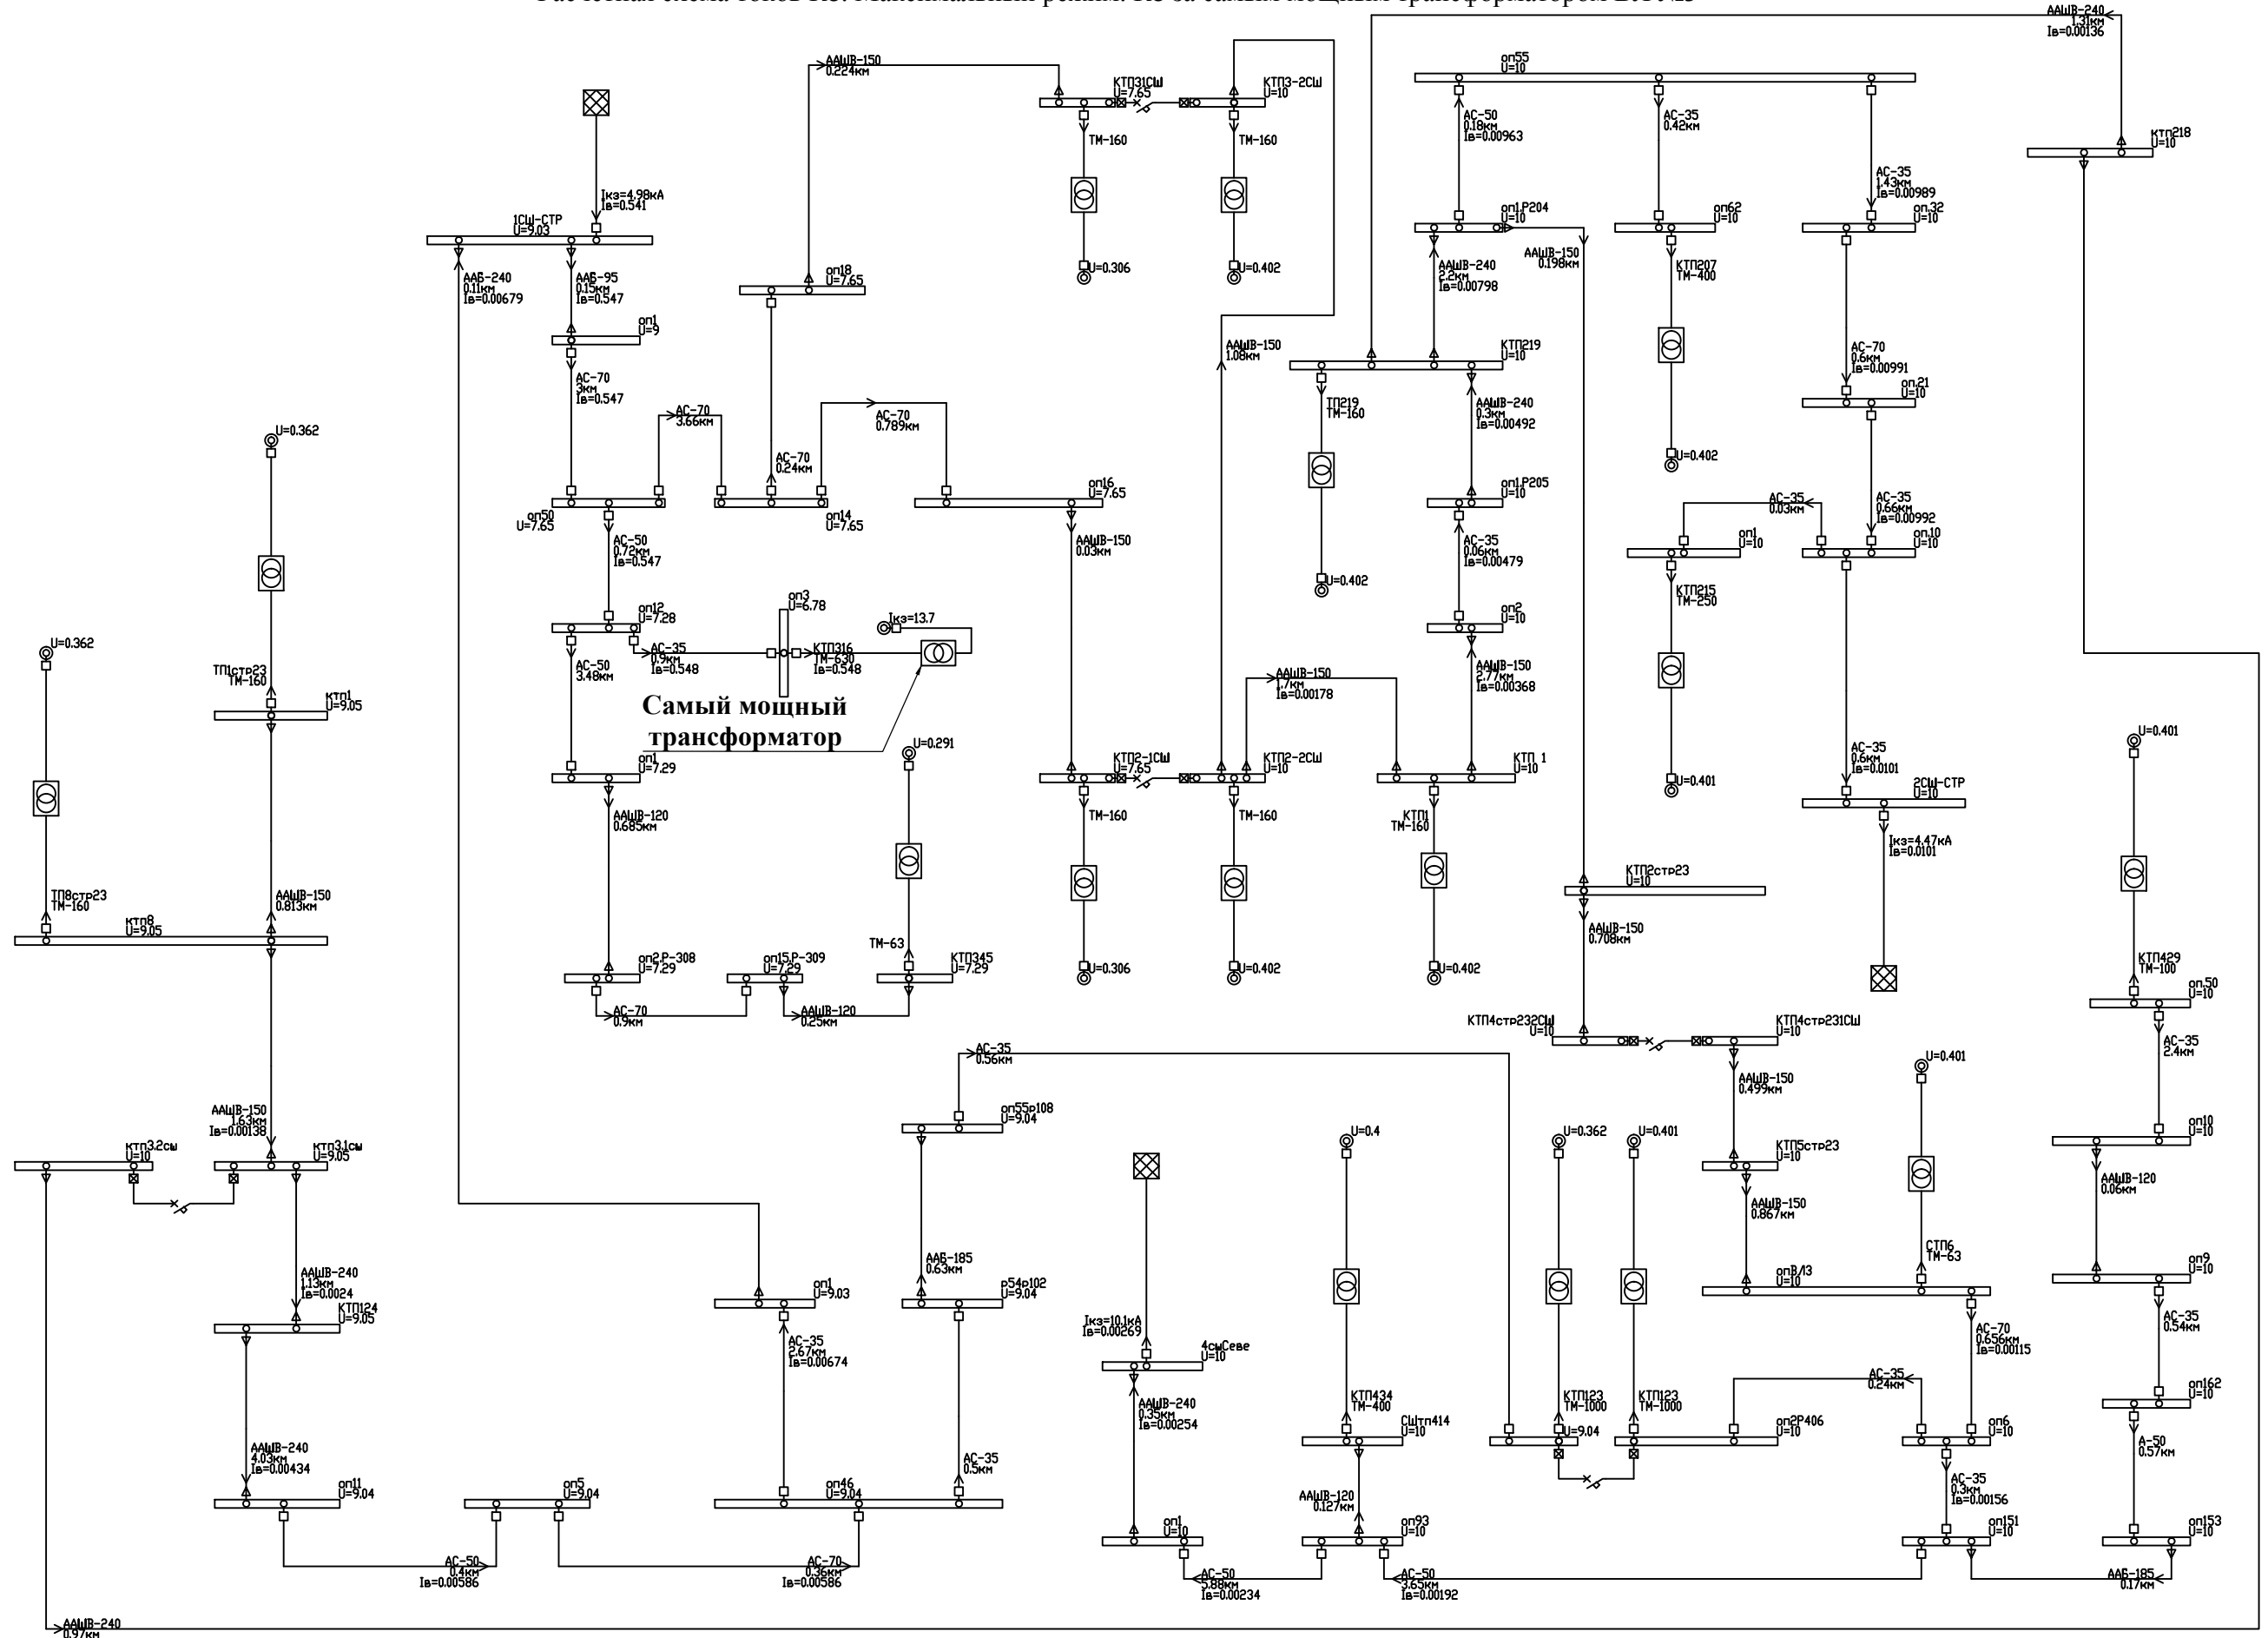 ААШВ-240
1.31км
Iв=0.00136
ААШВ-150
0.224км
КТП31СШ
U=7.65
КТП3-2СШ
U=10
оп55
U=10
АС-50
0.18км
Iв=0.00963
АС-35
0.42км
ктп218
U=10
ТМ-160
ТМ-160
АС-35
1.43км
Iв=0.00989
Iкз=4.98кА
Iв=0.541
1СШ-СТР
U=9.03
оп1.Р204
U=10
оп62
U=10
оп.32
U=10
ААБ-240
0.11км
Iв=0.00679
ААБ-95
0.15км
Iв=0.547
оп18
U=7.65
U=0.306
U=0.402
ААШВ-240
2.2км
Iв=0.00798
ААШВ-150
0.198км
КТП207
ТМ-400
оп1
U=9
ААШВ-150
1.08км
КТП219
U=10
АС-70
0.6км
Iв=0.00991
АС-70
3км
Iв=0.547
АС-70
3.66км
АС-70
0.789км
ТП219
ТМ-160
ААШВ-240
0.3км
Iв=0.00492
оп.21
U=10
U=0.362
АС-70
0.24км
U=0.402
оп50
U=7.65
оп14
U=7.65
оп16
U=7.65
оп1.Р205
U=10
АС-35
0.03км
АС-35
0.66км
Iв=0.00992
АС-50
0.72км
Iв=0.547
ААШВ-150
0.03км
АС-35
0.06км
Iв=0.00479
оп1
U=10
оп.10
U=10
U=0.402
КТП215
ТМ-250
оп12
U=7.28
оп3
U=6.78
Iкз=13.7
оп2
U=10
U=0.362
АС-50
3.48км
АС-35
0.9км
Iв=0.548
КТП316
ТМ-630
Iв=0.548
ТП1стр23
ТМ-160
ААШВ-150
1.7км
Iв=0.00178
ААШВ-150
2.77км
Iв=0.00368
ктп1
U=9.05
Самый мощный
трансформатор
U=0.291
U=0.401
оп1
U=7.29
КТП2-1СШ
U=7.65
КТП2-2СШ
U=10
КТП 1
U=10
АС-35
0.6км
Iв=0.0101
U=0.401
2СШ-СТР
U=10
ААШВ-120
0.685км
ТМ-160
ТМ-160
КТП1
ТМ-160
Iкз=4.47кА
Iв=0.0101
ТП8стр23
ТМ-160
ААШВ-150
0.813км
КТП2стр23
U=10
ктп8
U=9.05
ААШВ-150
0.708км
ТМ-63
оп2.Р-308
U=7.29
оп15.Р-309
U=7.29
КТП345
U=7.29
U=0.306
U=0.402
U=0.402
КТП429
ТМ-100
оп.50
U=10
АС-70
0.9км
ААШВ-120
0.25км
КТП4стр232СШ
U=10
КТП4стр231СШ
U=10
АС-35
2.4км
АС-35
0.56км
U=0.401
ААШВ-150
0.499км
ААШВ-150
1.63км
Iв=0.00138
оп55р108
U=9.04
U=0.4
U=0.362
U=0.401
оп10
U=10
ктп3.2сш
U=10
ктп3.1сш
U=9.05
КТП5стр23
U=10
ААШВ-120
0.06км
ААШВ-150
0.867км
ААШВ-240
1.13км
Iв=0.0024
ААБ-185
0.63км
СТП6
ТМ-63
КТП124
U=9.05
оп1
U=9.03
р54р102
U=9.04
опВЛ3
U=10
оп9
U=10
АС-35
2.67км
Iв=0.00674
Iкз=10.1кА
Iв=0.00269
4сшСеве
U=10
АС-70
0.656км
Iв=0.00115
АС-35
0.54км
АС-35
0.24км
ААШВ-240
0.35км
Iв=0.00254
КТП434
ТМ-400
КТП123
ТМ-1000
КТП123
ТМ-1000
оп162
U=10
СШтп414
U=10
U=9.04
оп2Р406
U=10
оп6
U=10
А-50
0.57км
ААШВ-240
4.03км
Iв=0.00434
АС-35
0.5км
оп11
U=9.04
оп5
U=9.04
оп46
U=9.04
ААШВ-120
0.127км
АС-35
0.3км
Iв=0.00156
оп1
U=10
оп93
U=10
оп151
U=10
оп153
U=10
АС-50
0.4км
Iв=0.00586
АС-70
0.36км
Iв=0.00586
АС-50
5.88км
Iв=0.00234
АС-50
3.65км
Iв=0.00192
ААБ-185
0.17км
ААШВ-240
0.97км